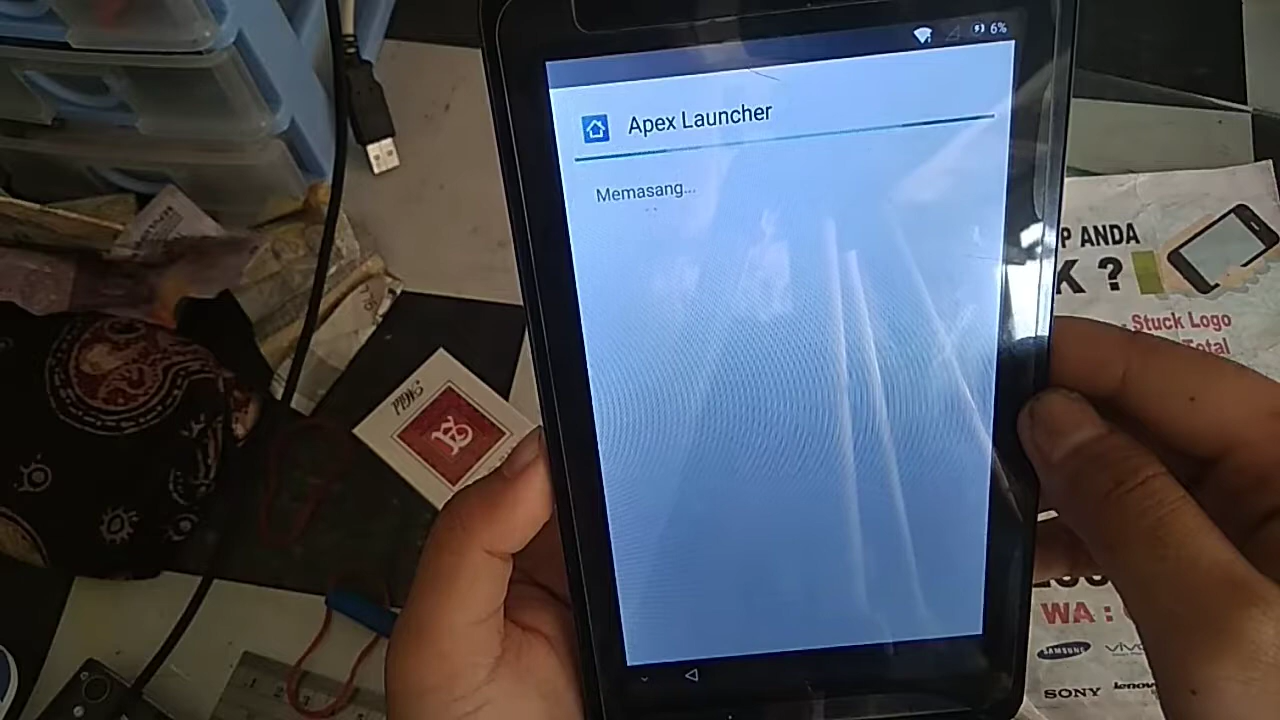 6%
Apex Launcher
Memasang...
P ANDA
K ?
Stuck Logo
Total
WA :
SAMSUNG
vivo
SONY
lenovo